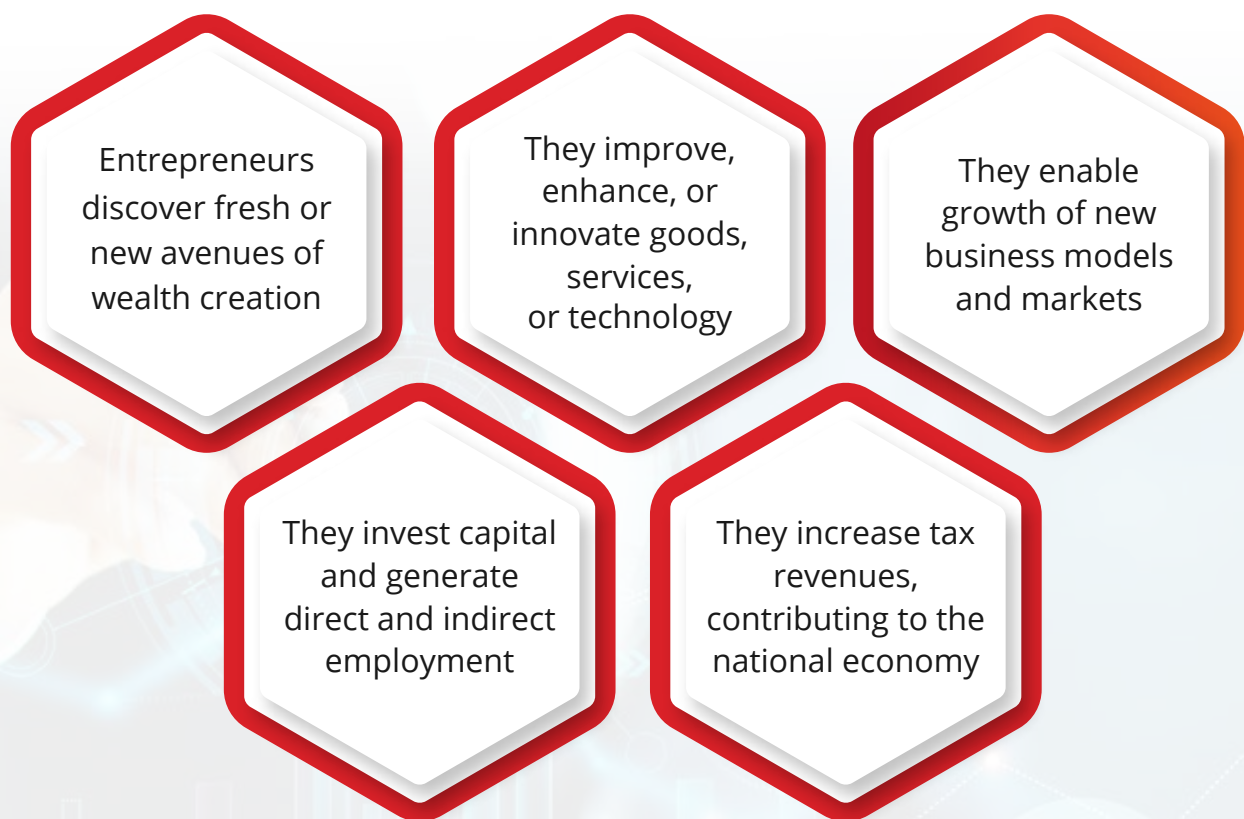 Entrepreneurs
discover fresh or
new avenues of
wealth creation
They improve,
enhance, or
innovate goods,
services,
or technology
They enable
growth of new
business models
and markets
They invest capital
and generate
direct and indirect
employment
They increase tax
revenues,
contributing to the
national economy